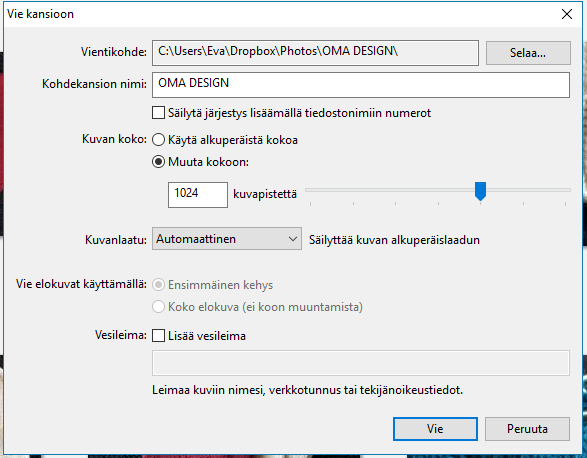 Vie kansioon
Vientikohde: C:\Users\Eva\Dropbox\Photos\OMA DESIGN\ Selaa...
Kohdekansion nimi: OMA DESIGN
Säilytä järjestys lisäämällä tiedostonimiin numerot
Kuvan koko: Käytä alkuperäistä kokoa
Muuta kokoon:
1024 kuvapistettä
Kuvanlaatu: Automaattinen Säilyttää kuvan alkuperäislaadun
Vie elokuvat käyttämällä: Ensimmäinen kehys
Koko elokuva (ei koon muuntamista)
Vesileima: Lisää vesileima
Leimaa kuviin nimesi, verkkotunnus tai tekijänoikeustiedot.
Vie Peruuta